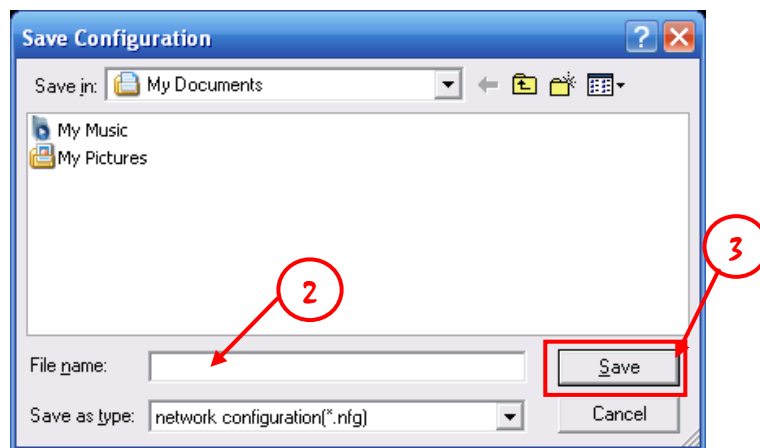 Save Configuration
Save in: My Documents
My Music
My Pictures
3
2
File name:
Save
Save as type: network configuration(*.nfg)
Cancel